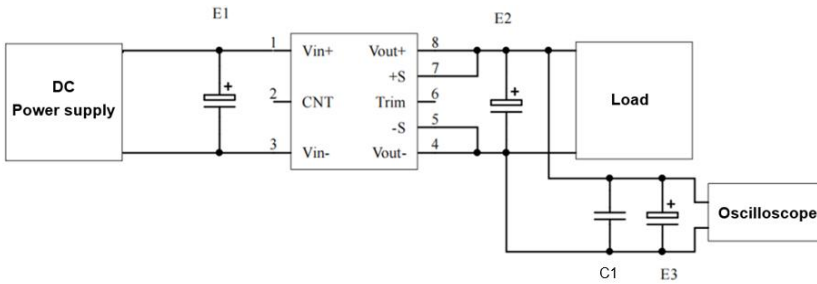 E1
E2
DC
Power supply
1
Vin+
2
CNT
3
Vin-
Vout+
8
+S
7
Trim
6
-S
5
Vout-
4
+
+
Load
+
Oscilloscope
C1
E3